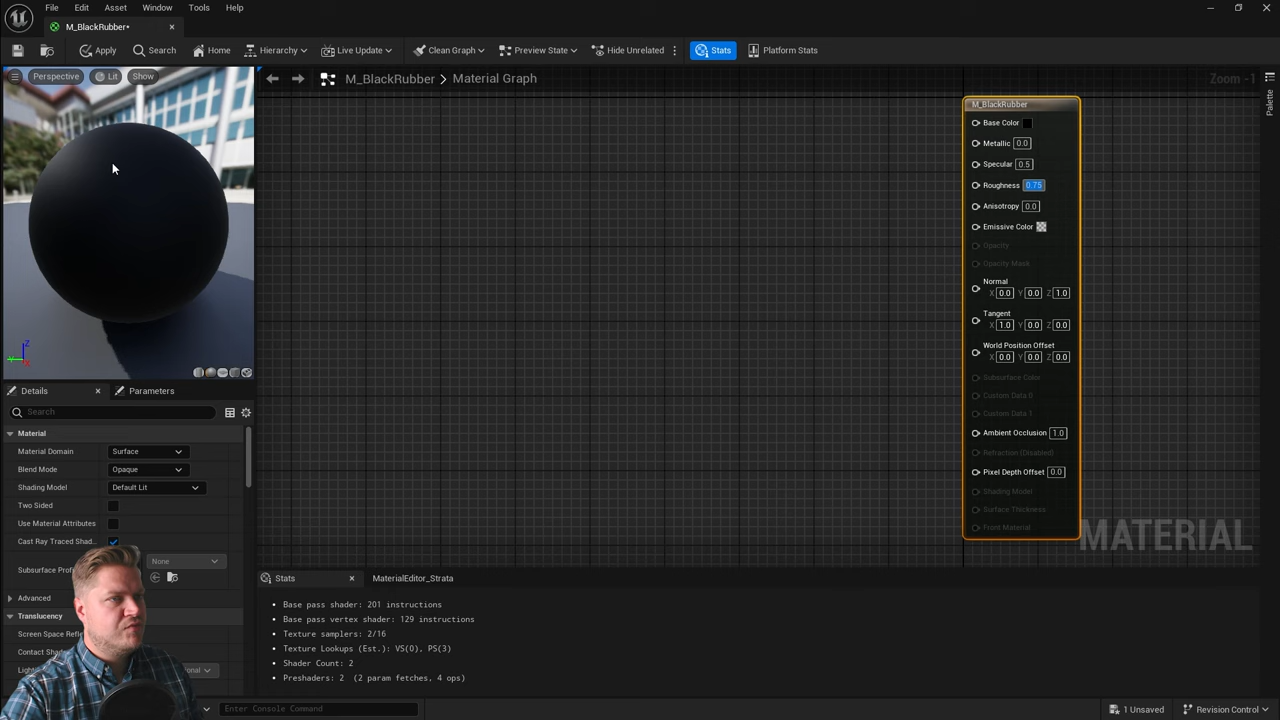 File Edit Asset Window Tools Help
M_BlackRubber*
Apply Search Home Hierarchy Live Update Clean Graph Preview State Hide Unrelated Stats Platform Stats
Perspective Lit Show
M_BlackRubber > Material Graph
Zoom -1
Palette
M_BlackRubber
Base Color
Metallic 0.0
Specular 0.5
Roughness 0.75
Anisotropy 0.0
Emissive Color
Opacity
Opacity Mask
Normal
X 0.0 Y 0.0 Z 1.0
Tangent
X 1.0 Y 0.0 Z 0.0
World Position Offset
X 0.0 Y 0.0 Z 0.0
Subsurface Color
Custom Data 0
Custom Data 1
Ambient Occlusion 1.0
Refraction (Disabled)
Pixel Depth Offset 0.0
Shading Model
Surface Thickness
Front Material
MATERIAL
Z
Details Parameters
Search
Material
Material Domain Surface
Blend Mode Opaque
Shading Model Default Lit
Two Sided
Use Material Attributes
Cast Ray Traced Shad...
Subsurface Prof None
Advanced
Translucency
Screen Space Refle
Contact Shad
Stats MaterialEditor_Strata
Base pass shader: 201 instructions
Base pass vertex shader: 129 instructions
Texture samplers: 2/16
Texture Lookups (Est.): VS(0), PS(3)
Shader Count: 2
Preshaders: 2 (2 param fetches, 4 ops)
Enter Console Command
1 Unsaved Revision Control